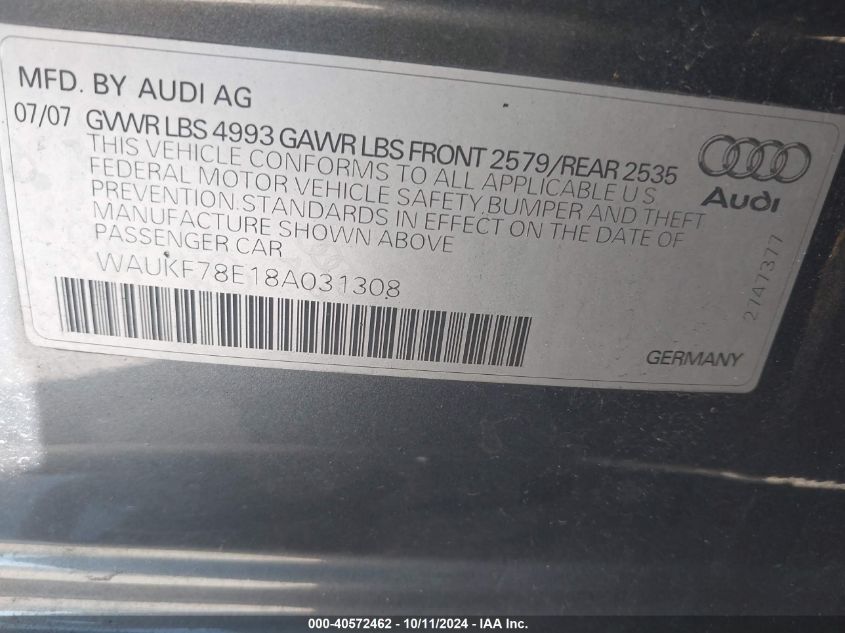 MFD. BY AUDI AG
07/07 GVWR LBS 4993 GAWR LBS FRONT 2579/REAR 2535
THIS VEHICLE CONFORMS TO ALL APPLICABLE U S
FEDERAL MOTOR VEHICLE SAFETY,BUMPER AND THEFT
PREVENTION.STANDARDS IN EFFECT ON THE DATE OF
MANUFACTURE SHOWN ABOVE
PASSENGER CAR
WAUKF78E18A031308
Audi
2747377
GERMANY
000-40572462 - 10/11/2024 - IAA Inc.